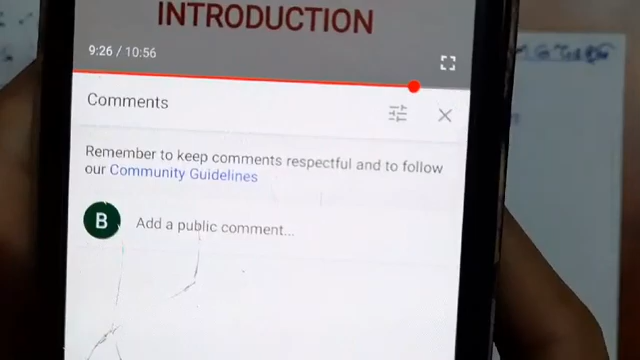 INTRODUCTION
9:26 / 10:56
Comments
Remember to keep comments respectful and to follow
our Community Guidelines
B
Add a public comment...